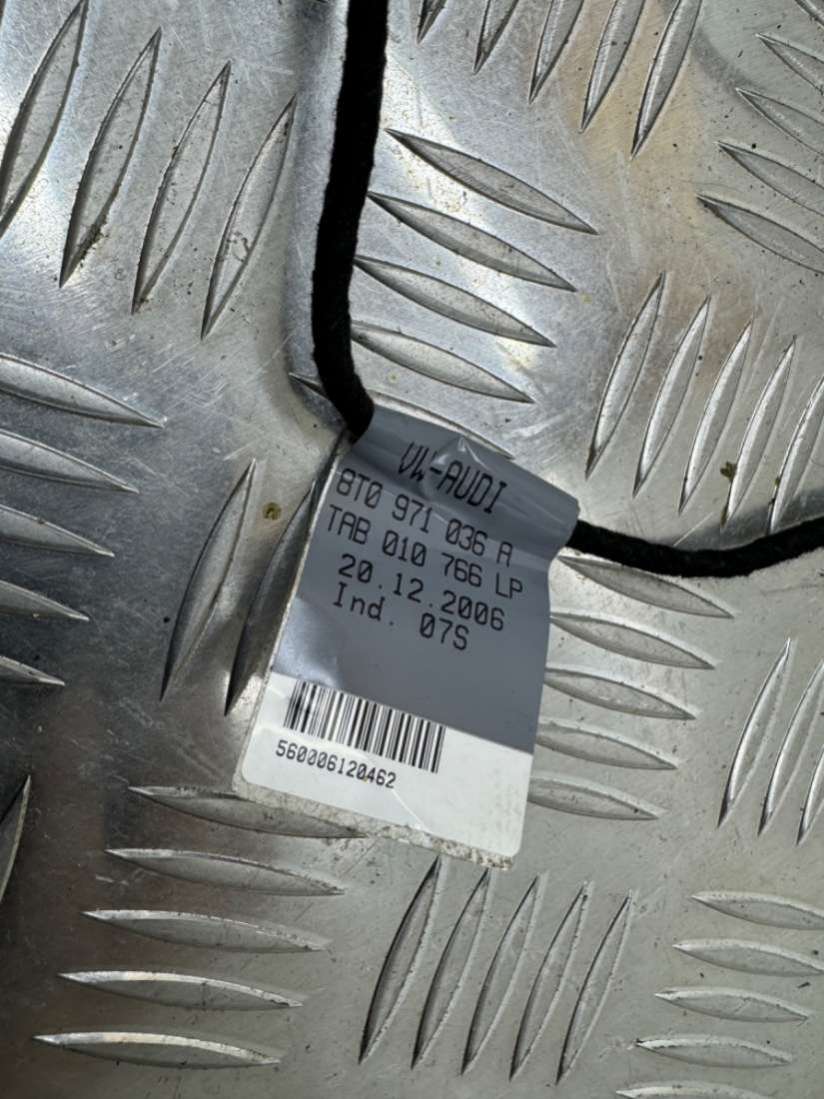 VW-AUDI
8T0 971 036 A
TAB 010 766 LP
20.12.2006
Ind. 07S
560006120462